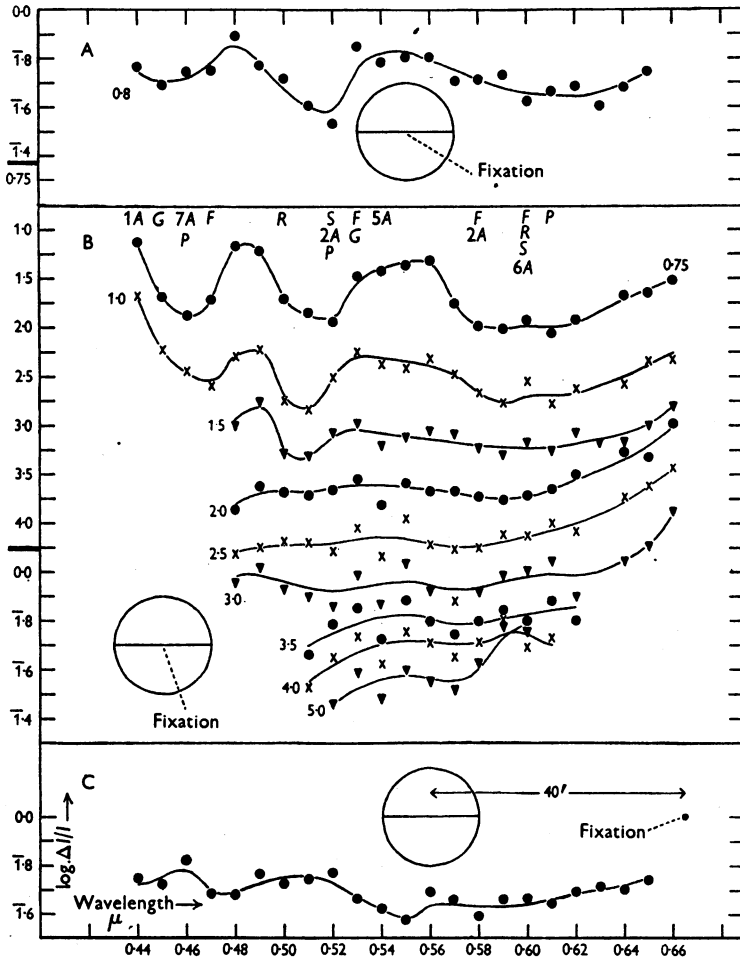 0·0
A
1̄·8
0·8
1̄·6
1̄·4
Fixation
0·75
1A G 7A F R S F 5A F F P
P 2A G 2A R
P S
6A
B
1·0
0·75
1·5
1·0
2·0
2·5
3·0
1·5
3·5
2·0
4·0
2·5
0·0
3·0
1̄·8
3·5
1̄·6
4·0
5·0
Fixation
1̄·4
C
40′
0·0
Fixation
log. ΔI/I
1̄·8
Wavelength
μ
1̄·6
0·44 0·46 0·48 0·50 0·52 0·54 0·56 0·58 0·60 0·62 0·64 0·66